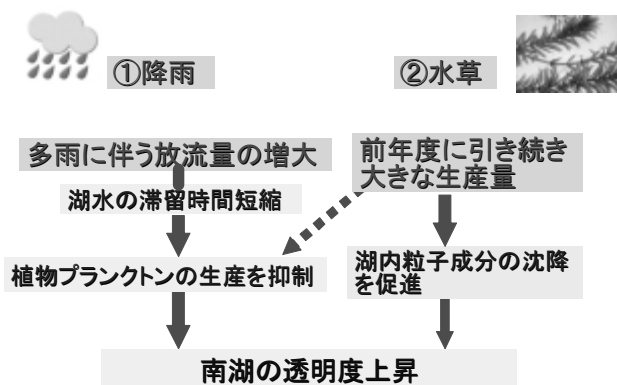 ①降雨
②水草
多雨に伴う放流量の増大
前年度に引き続き
大きな生産量
湖水の滞留時間短縮
植物プランクトンの生産を抑制
湖内粒子成分の沈降
を促進
南湖の透明度上昇